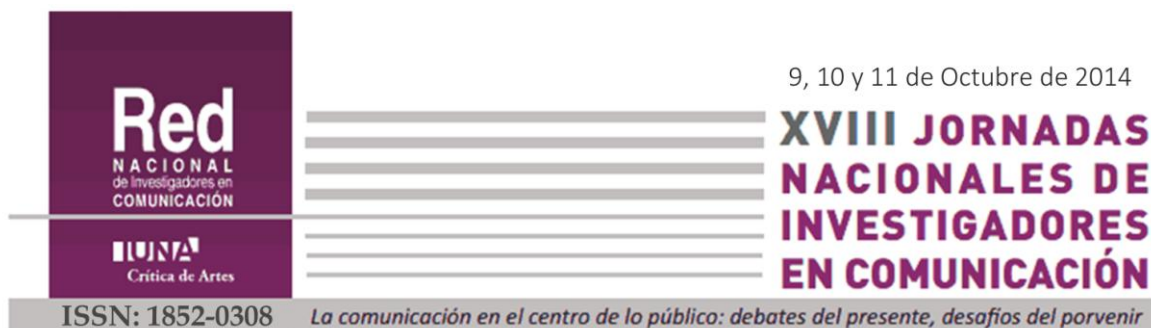 Red
NACIONAL
de Investigadores en
COMUNICACIÓN
IUNA
Crítica de Artes
9, 10 y 11 de Octubre de 2014
XVIII JORNADAS
NACIONALES DE
INVESTIGADORES
EN COMUNICACIÓN
ISSN: 1852-0308
La comunicación en el centro de lo público: debates del presente, desafíos del porvenir